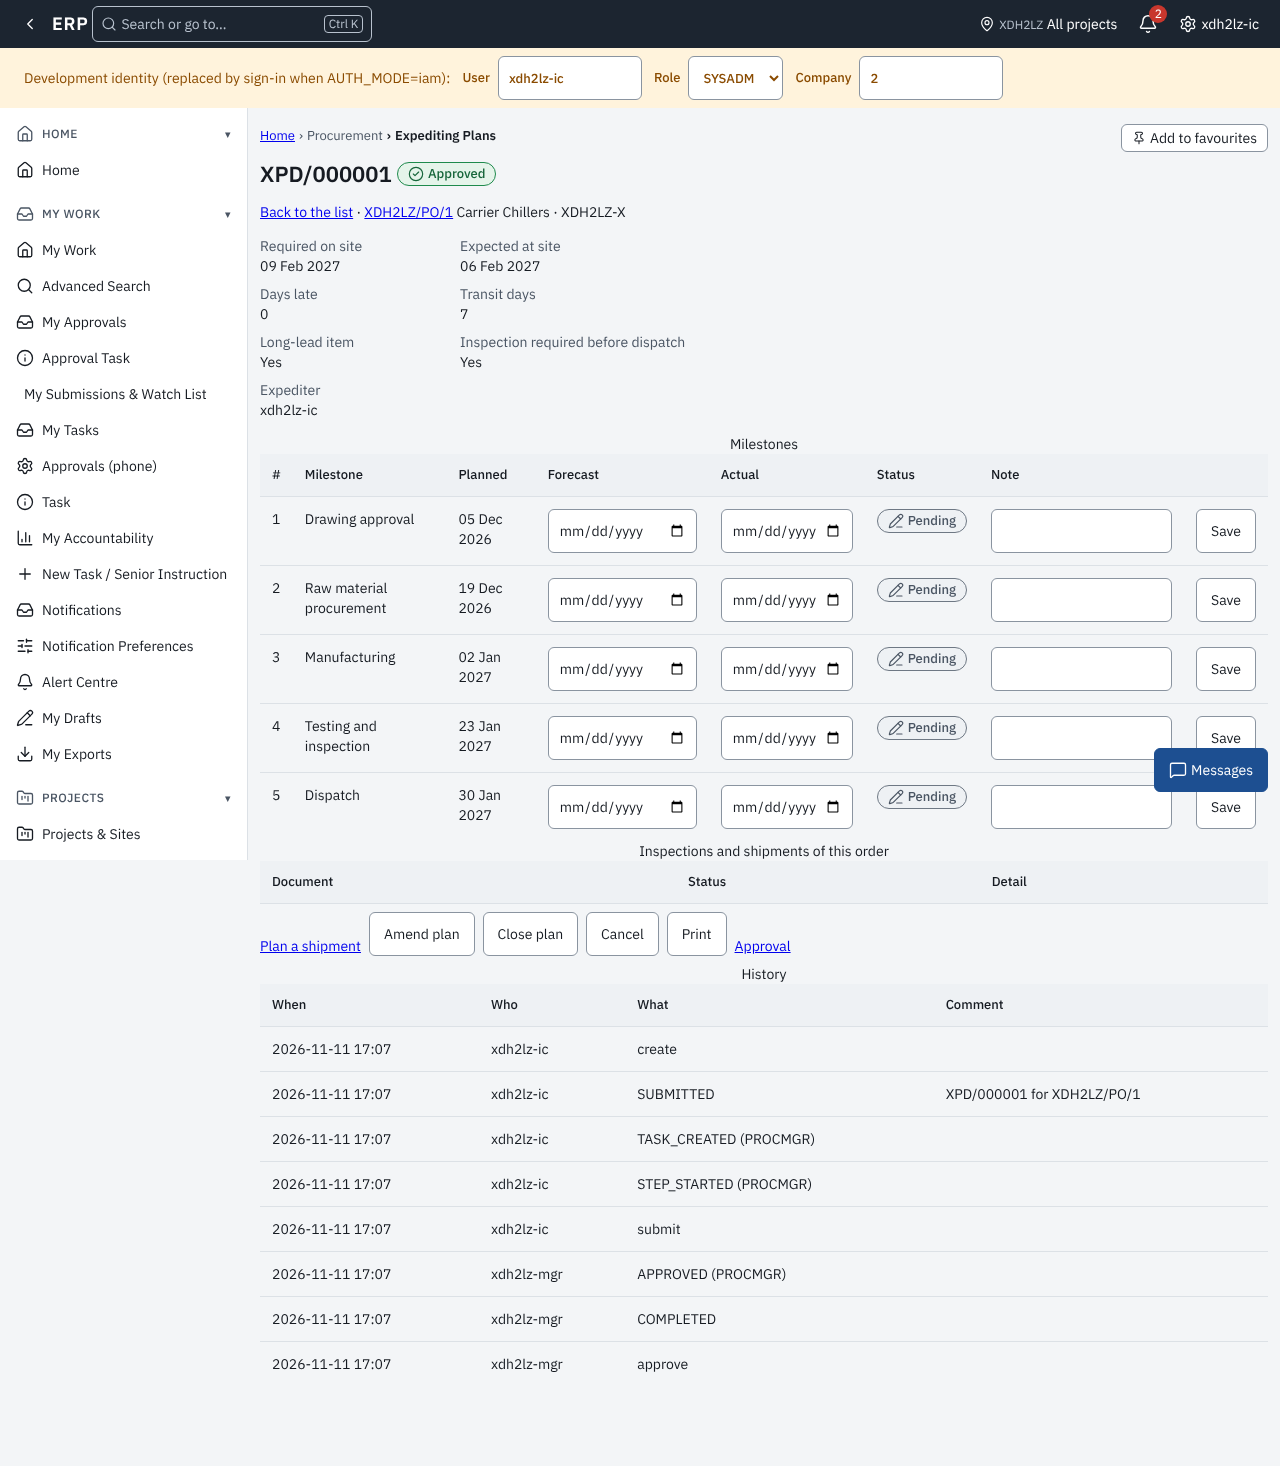 ERP
Search or go to...
Ctrl K
XDH2LZ All projects
2
xdh2lz-ic
Development identity (replaced by sign-in when AUTH_MODE=iam):
User
xdh2lz-ic
Role
SYSADM
Company
2
HOME
Home
MY WORK
My Work
Advanced Search
My Approvals
Approval Task
My Submissions & Watch List
My Tasks
Approvals (phone)
Task
My Accountability
New Task / Senior Instruction
Notifications
Notification Preferences
Alert Centre
My Drafts
My Exports
PROJECTS
Projects & Sites
Home › Procurement › Expediting Plans
Add to favourites
XPD/000001
Approved
Back to the list · XDH2LZ/PO/1 Carrier Chillers · XDH2LZ-X
Required on site
09 Feb 2027
Expected at site
06 Feb 2027
Days late
0
Transit days
7
Long-lead item
Yes
Inspection required before dispatch
Yes
Expediter
xdh2lz-ic
Milestones
# Milestone Planned Forecast Actual Status Note
1 Drawing approval 05 Dec 2026 mm/dd/yyyy mm/dd/yyyy Pending Save
2 Raw material procurement 19 Dec 2026 mm/dd/yyyy mm/dd/yyyy Pending Save
3 Manufacturing 02 Jan 2027 mm/dd/yyyy mm/dd/yyyy Pending Save
4 Testing and inspection 23 Jan 2027 mm/dd/yyyy mm/dd/yyyy Pending Save
Messages
5 Dispatch 30 Jan 2027 mm/dd/yyyy mm/dd/yyyy Pending Save
Inspections and shipments of this order
Document Status Detail
Plan a shipment Amend plan Close plan Cancel Print Approval
History
When Who What Comment
2026-11-11 17:07 xdh2lz-ic create
2026-11-11 17:07 xdh2lz-ic SUBMITTED XPD/000001 for XDH2LZ/PO/1
2026-11-11 17:07 xdh2lz-ic TASK_CREATED (PROCMGR)
2026-11-11 17:07 xdh2lz-ic STEP_STARTED (PROCMGR)
2026-11-11 17:07 xdh2lz-ic submit
2026-11-11 17:07 xdh2lz-mgr APPROVED (PROCMGR)
2026-11-11 17:07 xdh2lz-mgr COMPLETED
2026-11-11 17:07 xdh2lz-mgr approve